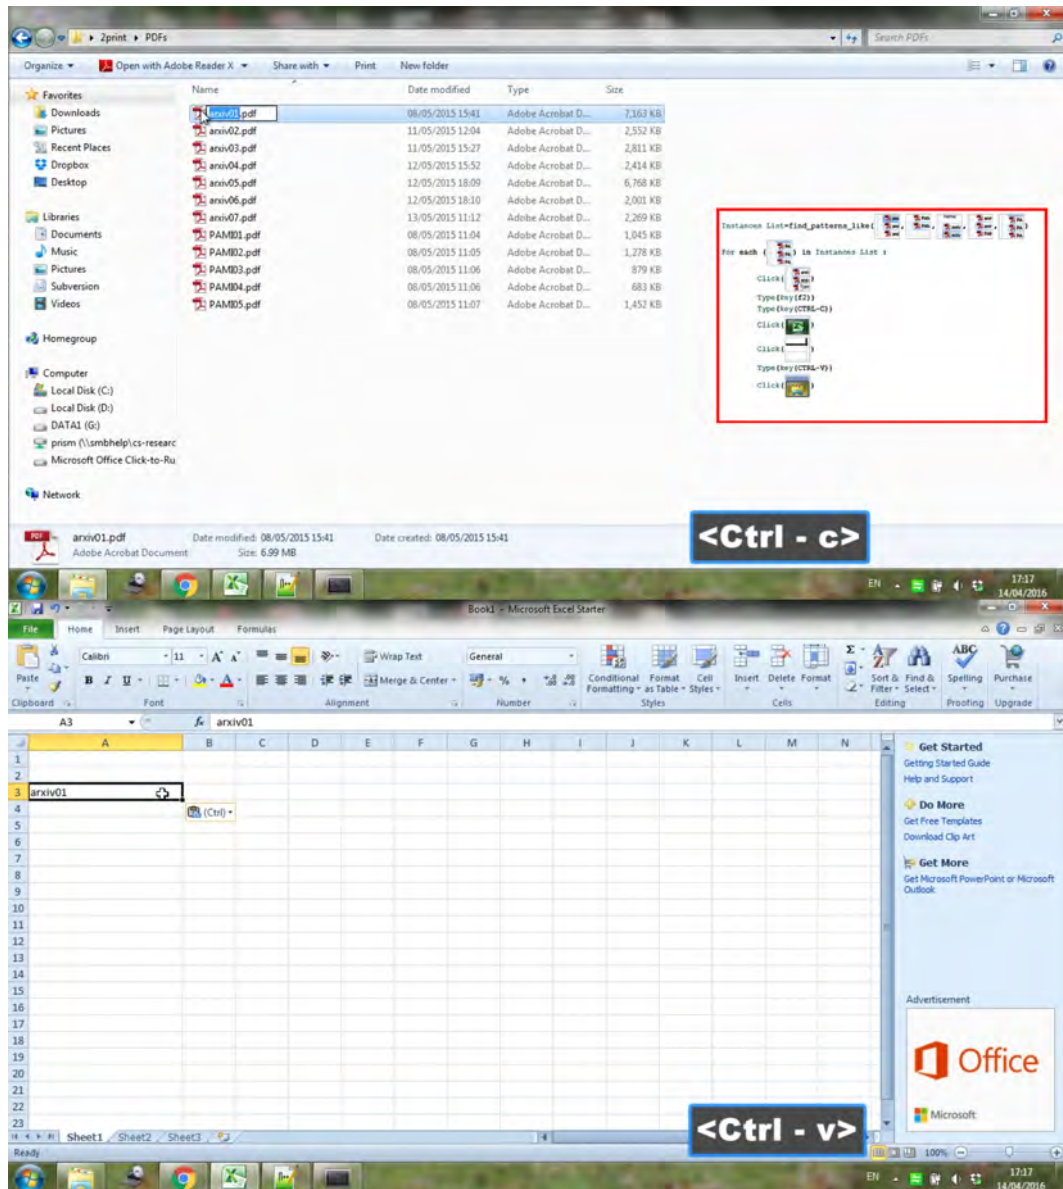 2print ▸ PDFs
Search PDFs
Organize Open with Adobe Reader X Share with Print New folder
Name Date modified Type Size
Favorites
Downloads
Pictures
Recent Places
Dropbox
Desktop
Libraries
Documents
Music
Pictures
Subversion
Videos
Homegroup
Computer
Local Disk (C:)
Local Disk (D:)
DATA1 (G:)
prism (\\smbhelp\cs-researc
Microsoft Office Click-to-Ru
Network
arxiv01.pdf 08/05/2015 15:41 Adobe Acrobat D... 7,163 KB
arxiv02.pdf 11/05/2015 12:04 Adobe Acrobat D... 2,552 KB
arxiv03.pdf 11/05/2015 15:27 Adobe Acrobat D... 2,811 KB
arxiv04.pdf 12/05/2015 15:52 Adobe Acrobat D... 2,414 KB
arxiv05.pdf 12/05/2015 18:09 Adobe Acrobat D... 6,768 KB
arxiv06.pdf 12/05/2015 18:10 Adobe Acrobat D... 2,001 KB
arxiv07.pdf 13/05/2015 11:12 Adobe Acrobat D... 2,269 KB
PAMI01.pdf 08/05/2015 11:04 Adobe Acrobat D... 1,045 KB
PAMI02.pdf 08/05/2015 11:05 Adobe Acrobat D... 1,278 KB
PAMI03.pdf 08/05/2015 11:06 Adobe Acrobat D... 879 KB
PAMI04.pdf 08/05/2015 11:06 Adobe Acrobat D... 683 KB
PAMI05.pdf 08/05/2015 11:07 Adobe Acrobat D... 1,452 KB
Instances List=find_patterns_like( , , , , )
For each ( ) in Instances List :
Click( )
Type(key(f2))
Type(key(CTRL-C))
Click( )
Click( )
Type(key(CTRL-V))
Click( )
PDF
arxiv01.pdf Date modified: 08/05/2015 15:41 Date created: 08/05/2015 15:41
Adobe Acrobat Document Size: 6.99 MB
<Ctrl - c>
EN 17:17
14/04/2016
Book1 - Microsoft Excel Starter
File Home Insert Page Layout Formulas
Paste
Calibri 11
B I U
Wrap Text
Merge & Center
General
Conditional Formatting Format as Table Cell Styles
Insert Delete Format
Sort & Filter Find & Select
Spelling Purchase
Clipboard Font Alignment Number Styles Cells Editing Proofing Upgrade
A3 fx arxiv01
A B C D E F G H I J K L M N
1
2
3 arxiv01
4
(Ctrl)
5
6
7
8
9
10
11
12
13
14
15
16
17
18
19
20
21
22
23
Get Started
Getting Started Guide
Help and Support
Do More
Get Free Templates
Download Clip Art
Get More
Get Microsoft PowerPoint or Microsoft
Outlook
Advertisement
Office
Microsoft
Sheet1 Sheet2 Sheet3
<Ctrl - v>
Ready 100%
EN 17:17
14/04/2016